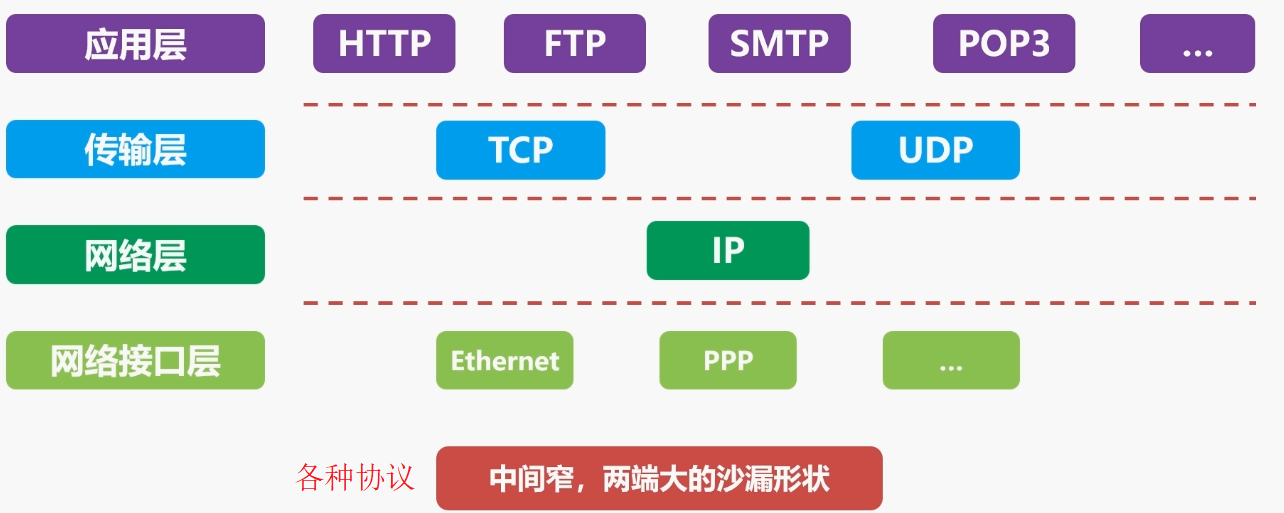 应用层 HTTP FTP SMTP POP3 ...
传输层 TCP UDP
网络层 IP
网络接口层 Ethernet PPP ...
各种协议 中间窄，两端大的沙漏形状